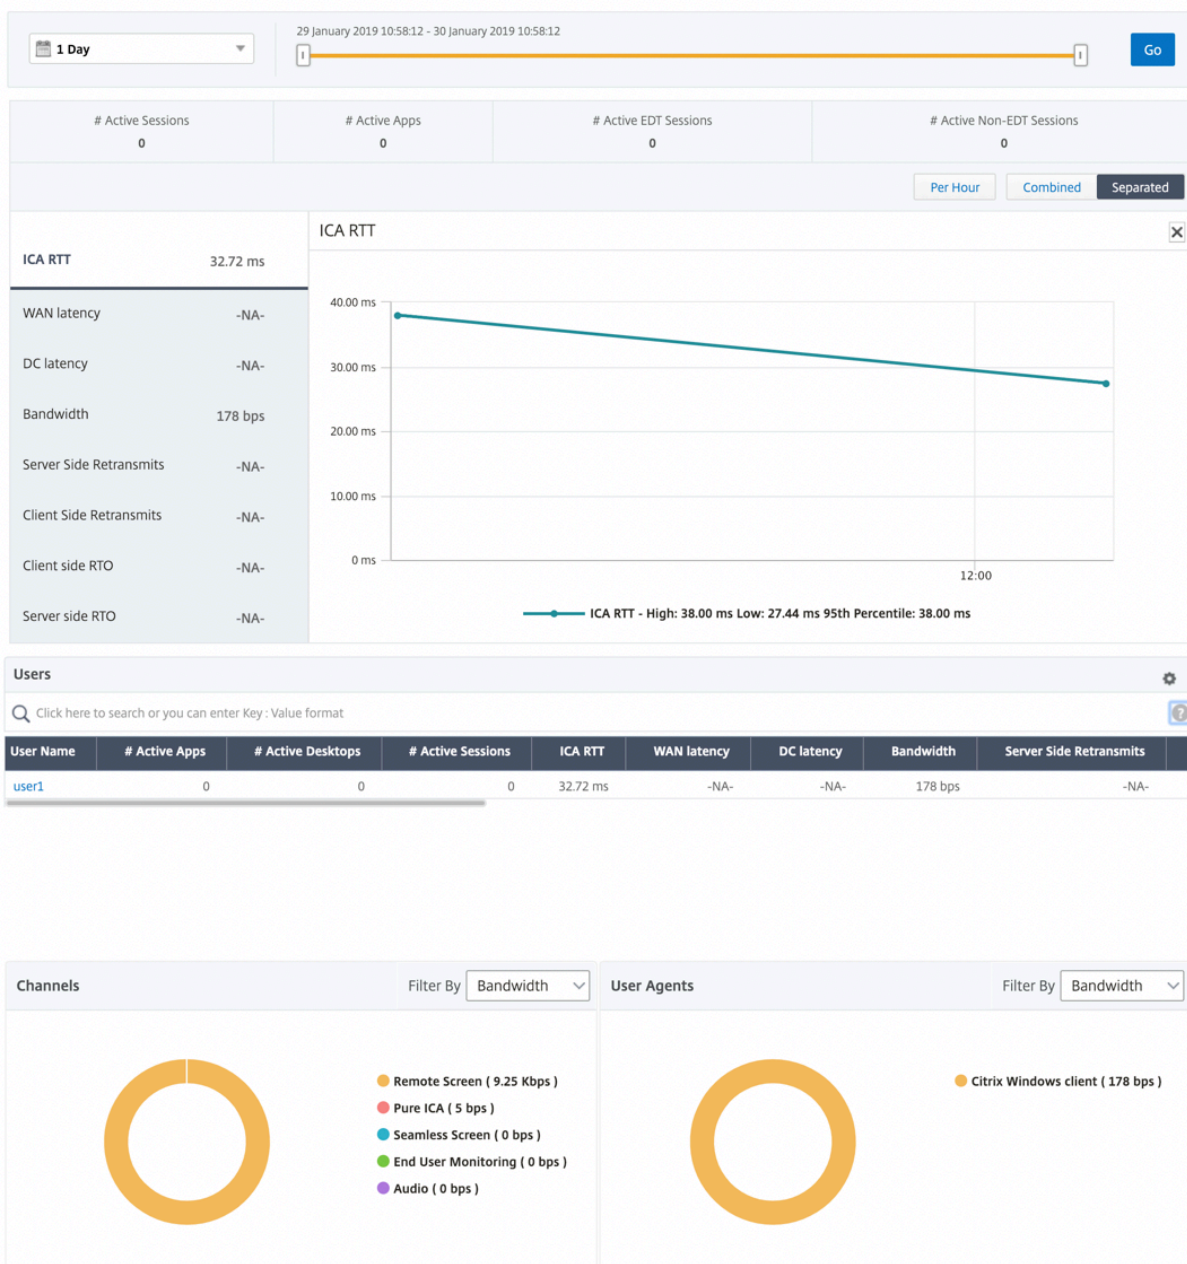 29 January 2019 10:58:12 - 30 January 2019 10:58:12
1 Day
Go
# Active Sessions
0
# Active Apps
0
# Active EDT Sessions
0
# Active Non-EDT Sessions
0
Per Hour
Combined
Separated
ICA RTT 32.72 ms
WAN latency -NA-
DC latency -NA-
Bandwidth 178 bps
Server Side Retransmits -NA-
Client Side Retransmits -NA-
Client side RTO -NA-
Server side RTO -NA-
ICA RTT
40.00 ms
30.00 ms
20.00 ms
10.00 ms
0 ms
12:00
ICA RTT - High: 38.00 ms Low: 27.44 ms 95th Percentile: 38.00 ms
Users
Click here to search or you can enter Key : Value format
?
User Name # Active Apps # Active Desktops # Active Sessions ICA RTT WAN latency DC latency Bandwidth Server Side Retransmits
user1 0 0 0 32.72 ms -NA- -NA- 178 bps -NA-
Channels
Filter By Bandwidth
Remote Screen ( 9.25 Kbps )
Pure ICA ( 5 bps )
Seamless Screen ( 0 bps )
End User Monitoring ( 0 bps )
Audio ( 0 bps )
User Agents
Filter By Bandwidth
Citrix Windows client ( 178 bps )